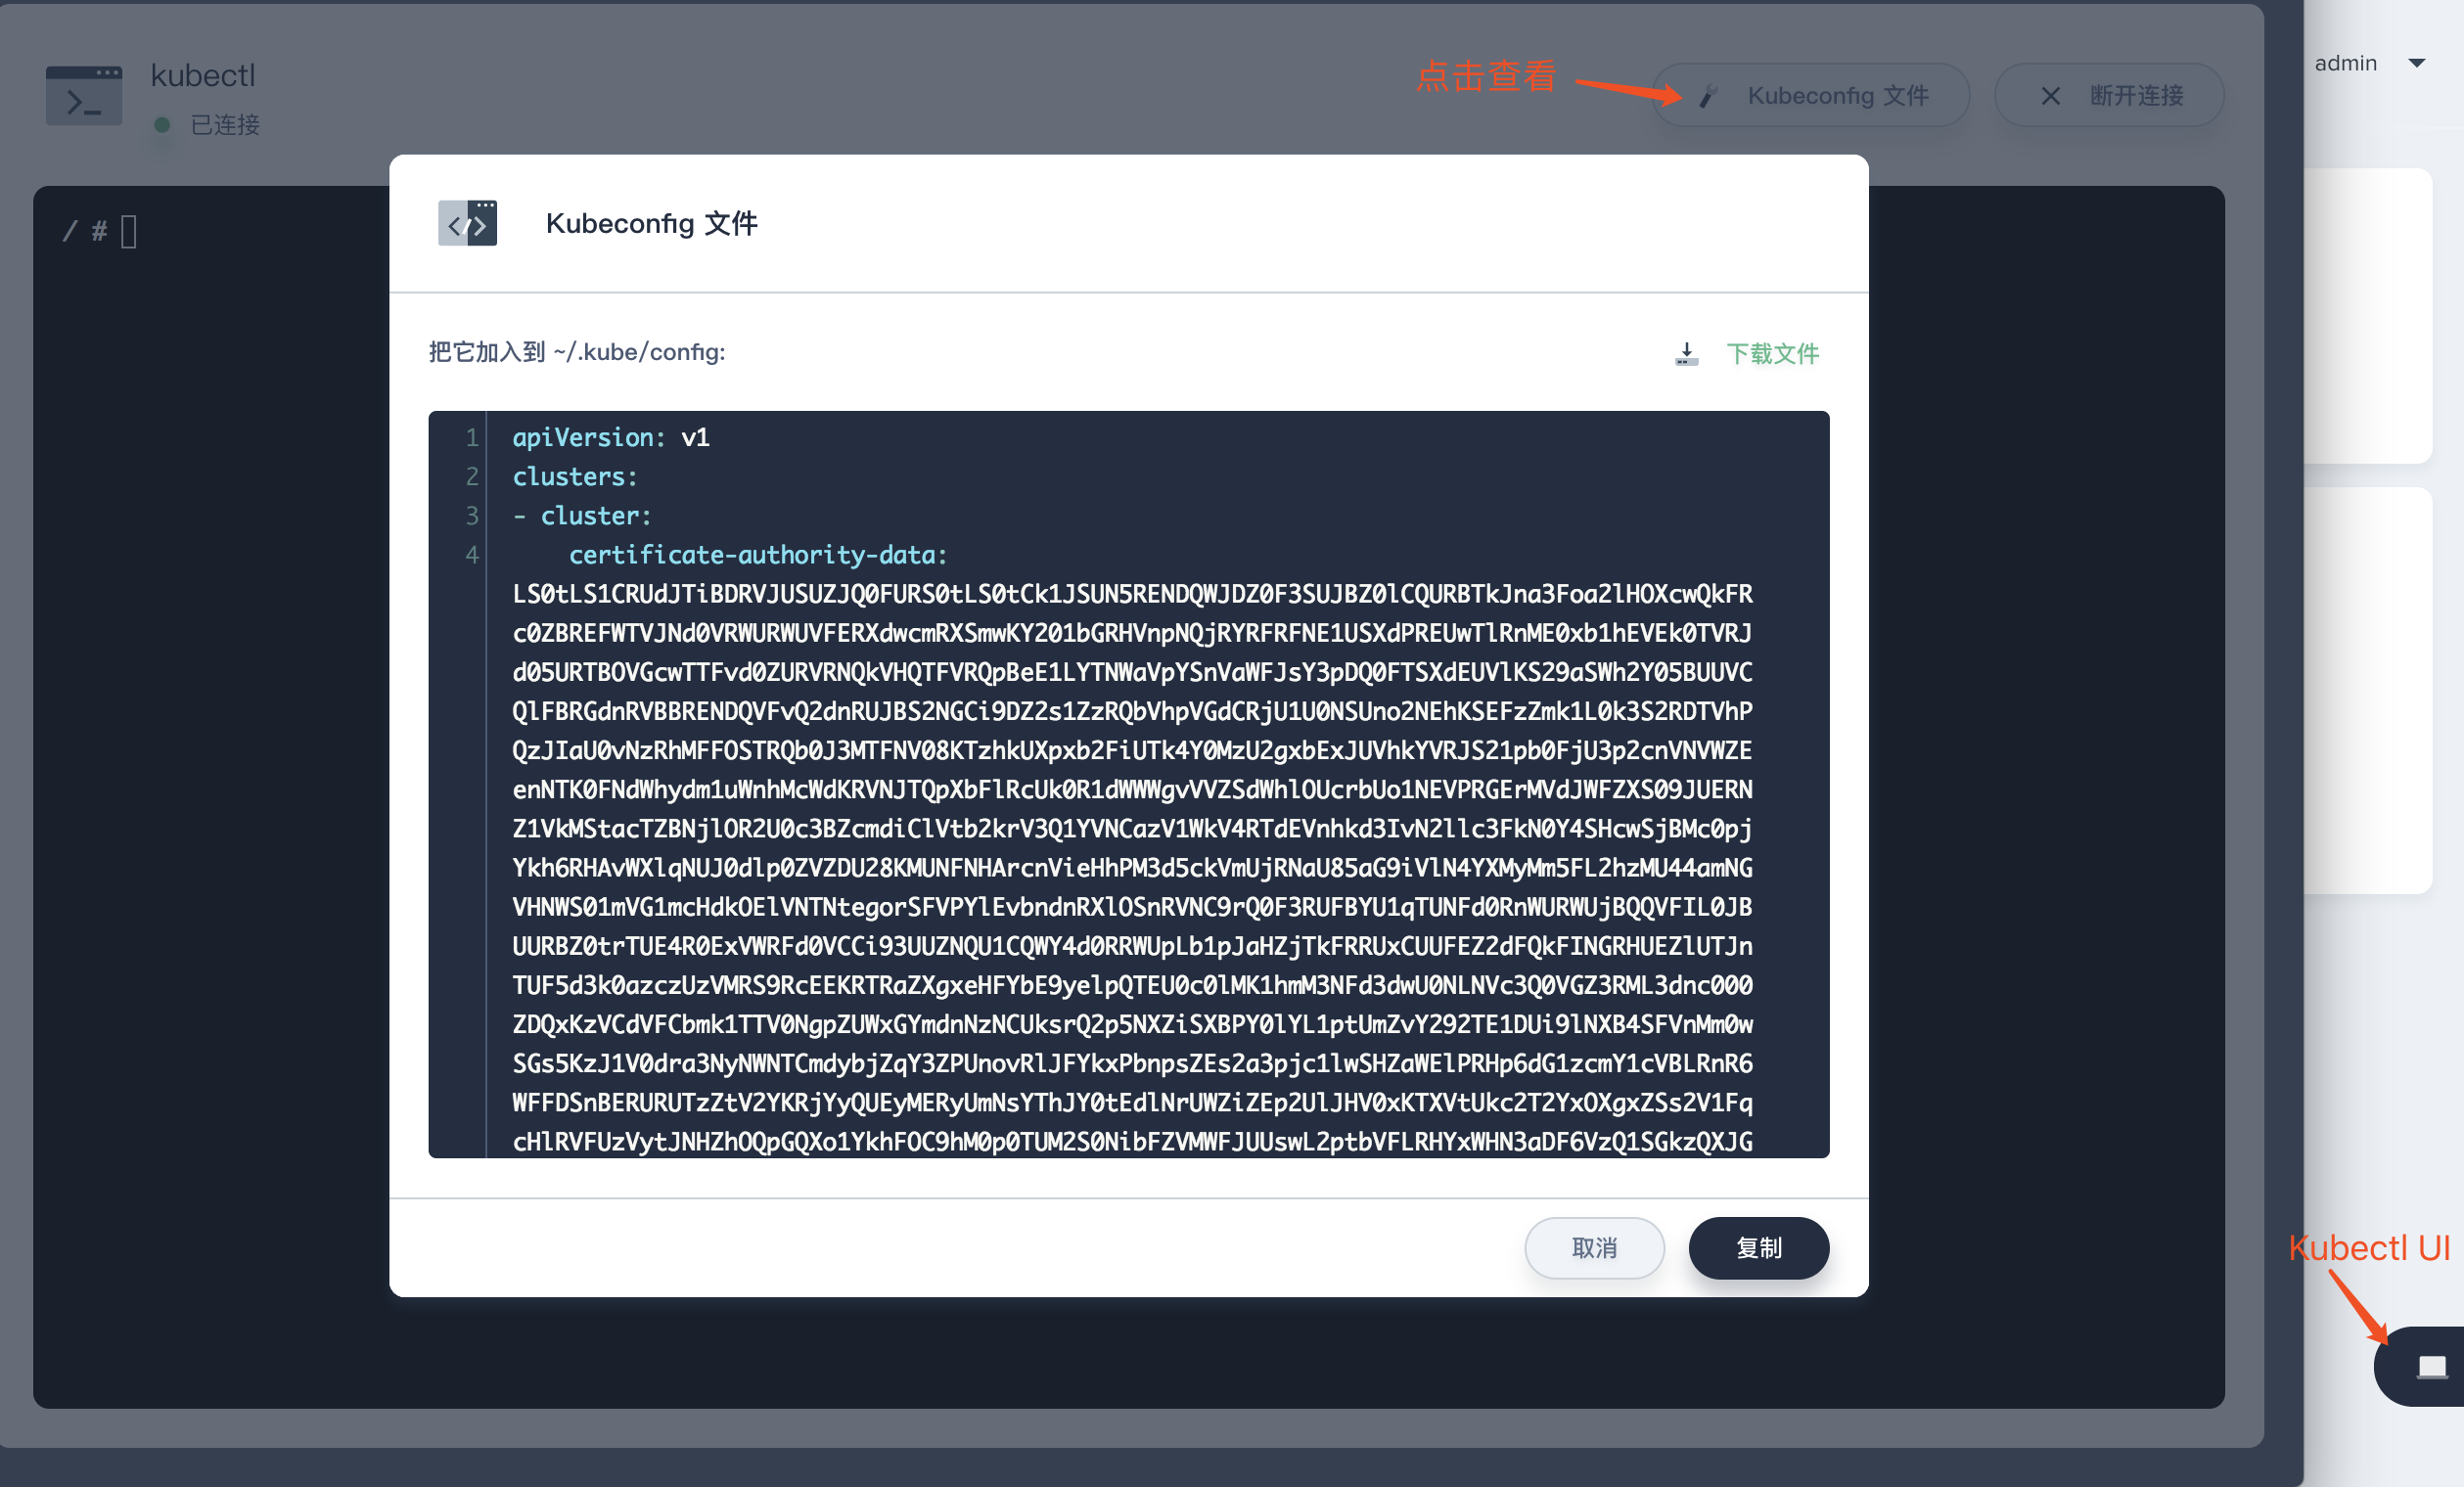 kubectl
已连接
点击查看
Kubeconfig 文件
断开连接
admin
/ #
Kubeconfig 文件
把它加入到 ~/.kube/config:
下载文件
1 apiVersion: v1
2 clusters:
3 - cluster:
4 certificate-authority-data:
LS0tLS1CRUdJTiBDRVJUSUZJQ0FURS0tLS0tCk1JSUN5RENDQWJDZ0F3SUJBZ0lCQURBTkJna3Foa2lHOXcwQkFR
c0ZBREFWTVJNd0VRWURWUVFERXdwcmRXSmwKY201bGRHVnpNQjRYRFRFNE1USXdPREUwTlRnME0xb1hEVEk0TVRJ
d05URTBOVGcwTTFvd0ZURVRNQkVHQTFVRQpBeE1LYTNWaVpYSnVaWFJsY3pDQ0FTSXdEUVlKS29aSWh2Y05BUUVC
QlFBRGdnRVBBRENDQVFvQ2dnRUJBS2NGCi9DZ2s1ZzRQbVhpVGdCRjU1U0NSUno2NEhKSEFzZmk1L0k3S2RDTVhP
QzJIaU0vNzRhMFFOSTRQb0J3MTFNV08KTzhkUXpxb2FiUTk4Y0MzU2gxbExJUVhkYVRJS21pb0FjU3p2cnVNVWZE
enNTK0FNdWhydm1uWnhMcWdKRVNJTQpXbFlRcUk0R1dWWWgvVVZSdWhlOUcrbUo1NEVPRGErMVdJWFZXS09JUERN
Z1VkMStacTZBNjlOR2U0c3BZcmdiClVtb2krV3Q1YVNCazV1WkV4RTdEVnhkd3IvN2llc3FkN0Y4SHcwSjBMc0pj
Ykh6RHAvWXlqNUJ0dlp0ZVZDU28KMUNFNHArcnVieHhPM3d5ckVmUjRNaU85aG9iVlN4YXMyMm5FL2hzMU44amNG
VHNWS01mVG1mcHdkOElVNTNtegorSFVPYlEvbndnRXlOSnRVNC9rQ0F3RUFBYU1qTUNFd0RnWURWUjBQQVFIL0JB
UURBZ0trTUE4R0ExVWRFd0VCCi93UUZNQU1CQWY4d0RRWUpLb1pJaHZjTkFRRUxCUUFEZ2dFQkFINGRHUEZlUTJn
TUF5d3k0azczUzVMRS9RcEEKRTRaZXgxeHFYbE9yelpQTEU0c0lMK1hmM3NFd3dwU0NLNVc3Q0VGZ3RML3dnc000
ZDQxKzVCdVFCbmk1TTV0NgpZUWxGYmdnNzNCUksrQ2p5NXZiSXBPY0lYL1ptUmZvY292TE1DUi9lNXB4SFVnMm0w
SGs5KzJ1V0dra3NyNWNTCmdybjZqY3ZPUnovRlJFYkxPbnpsZEs2a3pjc1lwSHZaWElPRHp6dG1zcmY1cVBLRnR6
WFFDSnBERURUTzZtV2YKRjYyQUEyMERyUmNsYThJY0tEdlNrUWZiZEp2UlJHV0xKTXVtUkc2T2YxOXgxZSs2V1Fq
cHlRVFUzVytJNHZhOQpGQXo1YkhFOC9hM0p0TUM2S0NibFZVMWFJUUswL2ptbVFLRHYxWHN3aDF6VzQ1SGkzQXJG
取消
复制
Kubectl UI